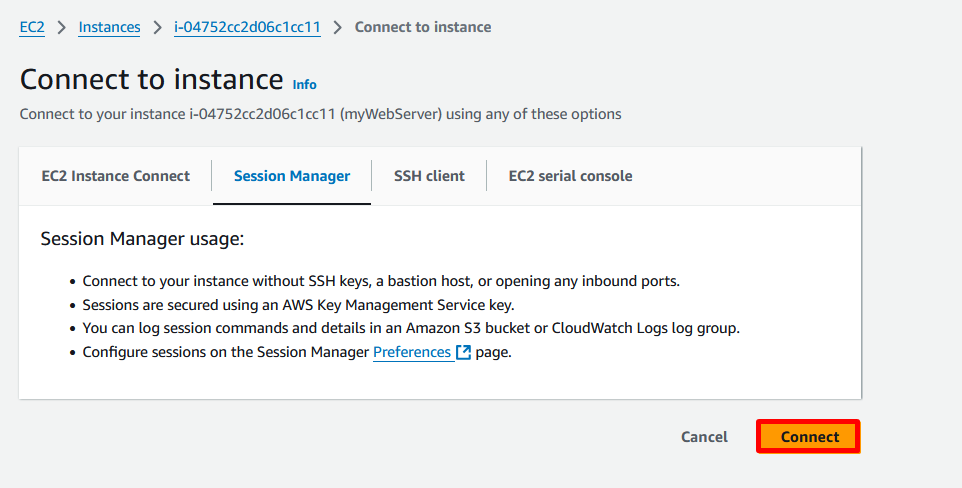 EC2 > Instances > i-04752cc2d06c1cc11 > Connect to instance
Connect to instance Info
Connect to your instance i-04752cc2d06c1cc11 (myWebServer) using any of these options
EC2 Instance Connect Session Manager SSH client EC2 serial console
Session Manager usage:
• Connect to your instance without SSH keys, a bastion host, or opening any inbound ports.
• Sessions are secured using an AWS Key Management Service key.
• You can log session commands and details in an Amazon S3 bucket or CloudWatch Logs log group.
• Configure sessions on the Session Manager Preferences page.
Cancel Connect